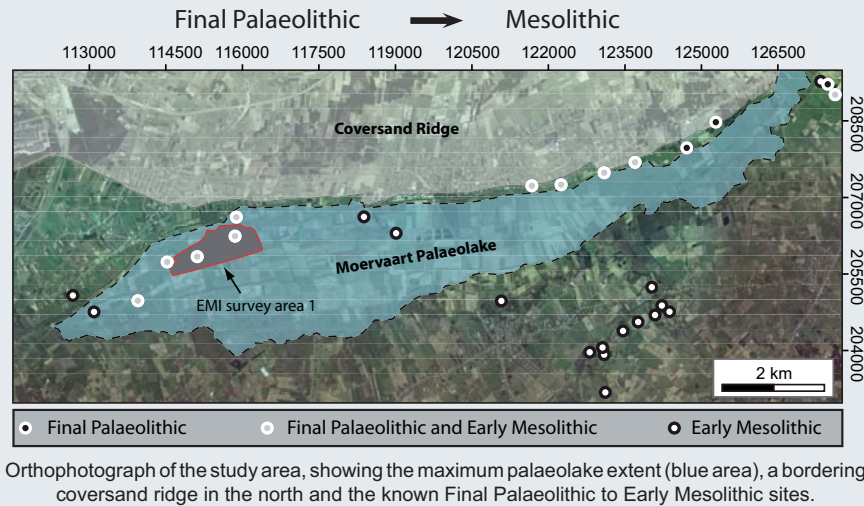 Final Palaeolithic Mesolithic
113000 114500 116000 117500 119000 120500 122000 123500 125000 126500
208500
207000
205500
204000
Coversand Ridge
Moervaart Palaeolake
EMI survey area 1
2 km
Final Palaeolithic Final Palaeolithic and Early Mesolithic Early Mesolithic
Orthophotograph of the study area, showing the maximum palaeolake extent (blue area), a bordering
coversand ridge in the north and the known Final Palaeolithic to Early Mesolithic sites.